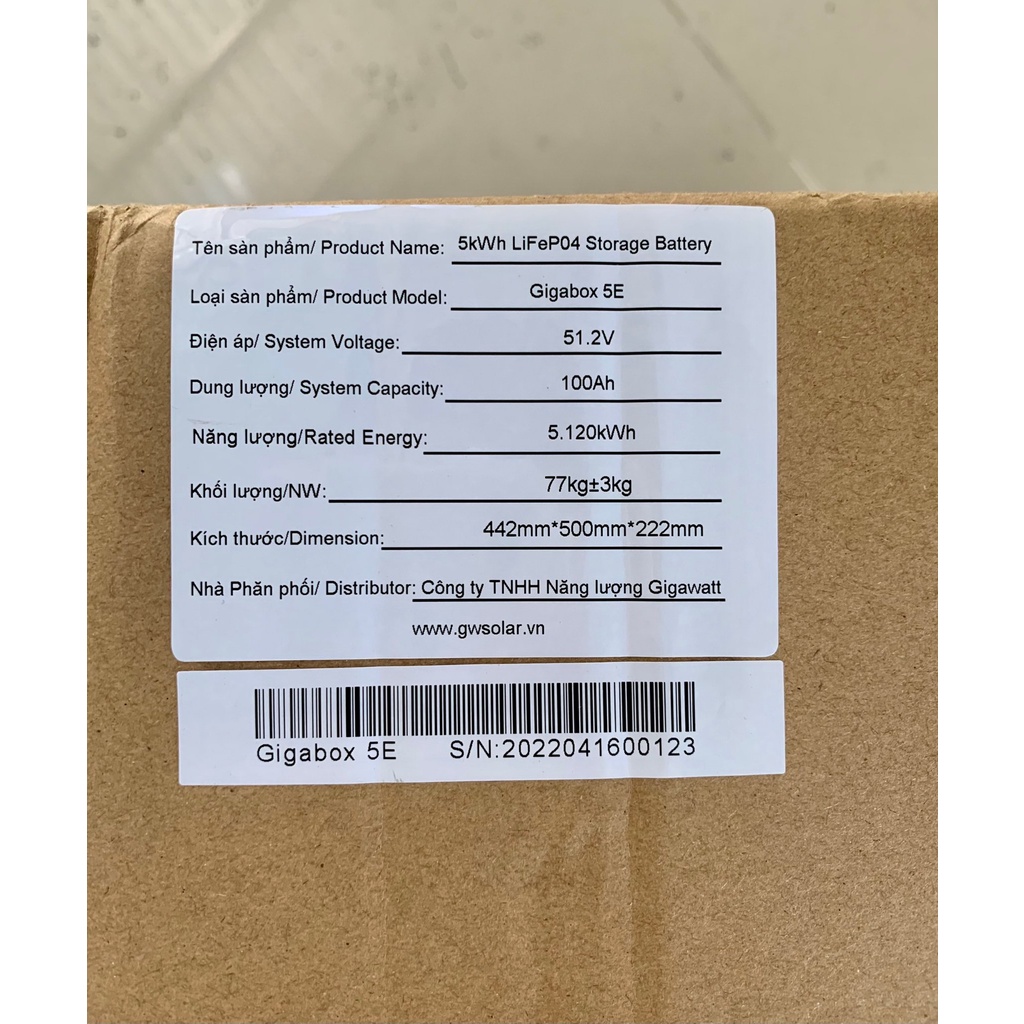 Tên sản phẩm/ Product Name: 5kWh LiFeP04 Storage Battery
Loại sản phẩm/ Product Model: Gigabox 5E
Điện áp/ System Voltage: 51.2V
Dung lượng/ System Capacity: 100Ah
Năng lượng/Rated Energy: 5.120kWh
Khối lượng/NW: 77kg±3kg
Kích thước/Dimension: 442mm*500mm*222mm
Nhà Phân phối/ Distributor: Công ty TNHH Năng lượng Gigawatt
www.gwsolar.vn
Gigabox 5E S/N:2022041600123